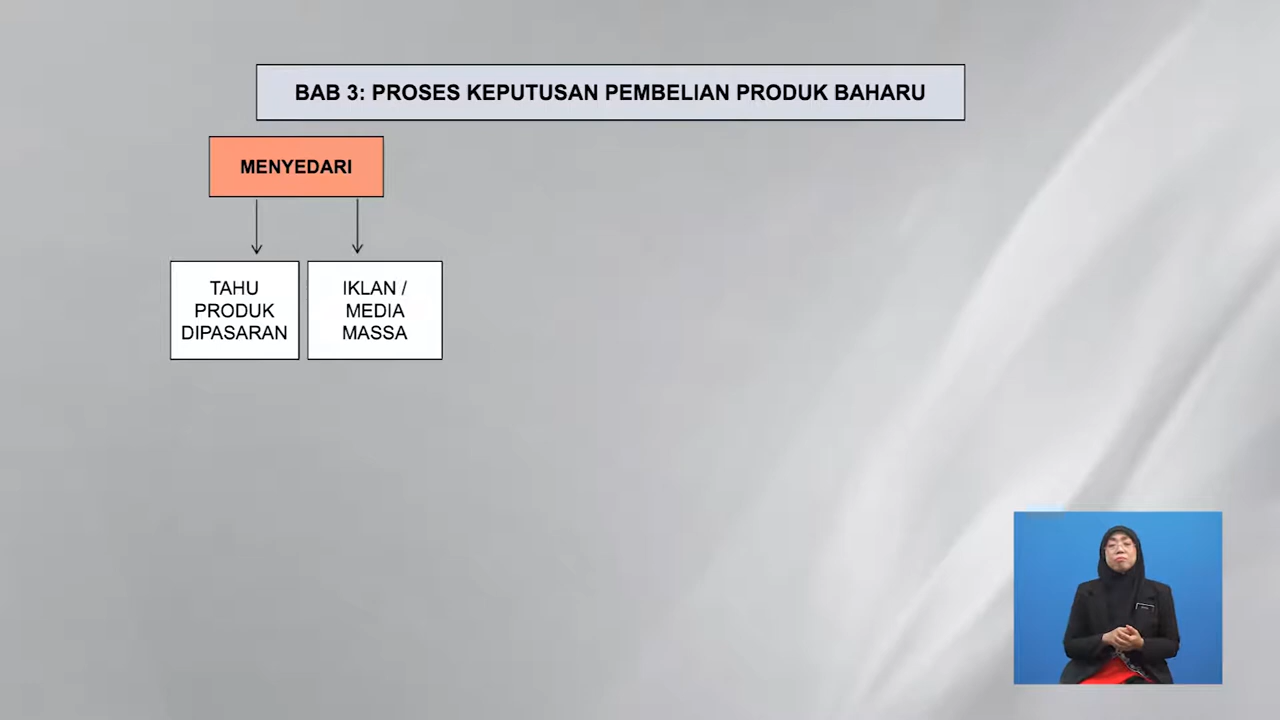 BAB 3: PROSES KEPUTUSAN PEMBELIAN PRODUK BAHARU
MENYEDARI
TAHU
PRODUK
DIPASARAN
IKLAN /
MEDIA
MASSA